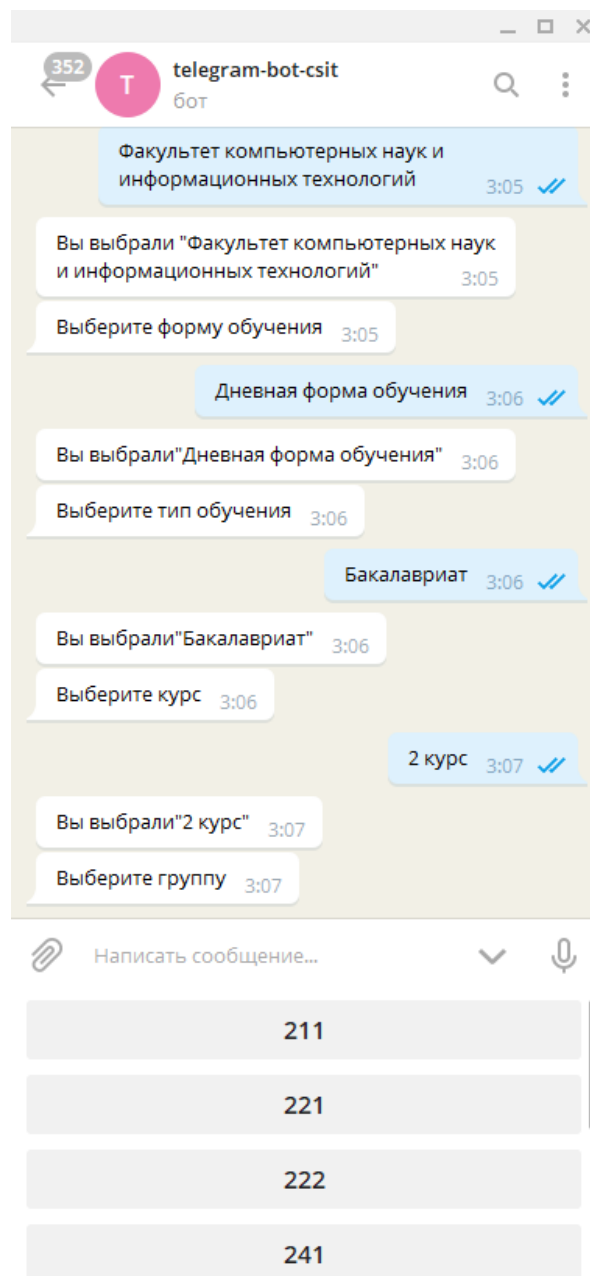 352
T
telegram-bot-csit
бот
Факультет компьютерных наук и
информационных технологий 3:05
Вы выбрали "Факультет компьютерных наук
и информационных технологий" 3:05
Выберите форму обучения 3:05
Дневная форма обучения 3:06
Вы выбрали"Дневная форма обучения" 3:06
Выберите тип обучения 3:06
Бакалавриат 3:06
Вы выбрали"Бакалавриат" 3:06
Выберите курс 3:06
2 курс 3:07
Вы выбрали"2 курс" 3:07
Выберите группу 3:07
Написать сообщение...
211
221
222
241